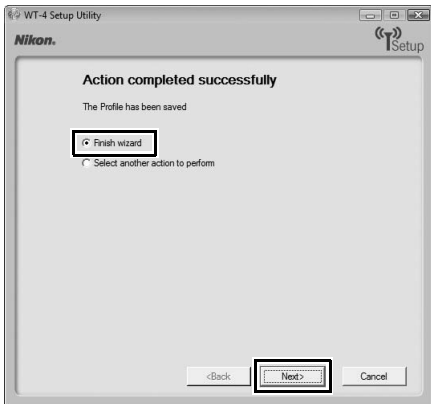 WT-4 Setup Utility
Nikon.
Setup
Action completed successfully
The Profile has been saved
Finish wizard
Select another action to perform
<Back
Next>
Cancel